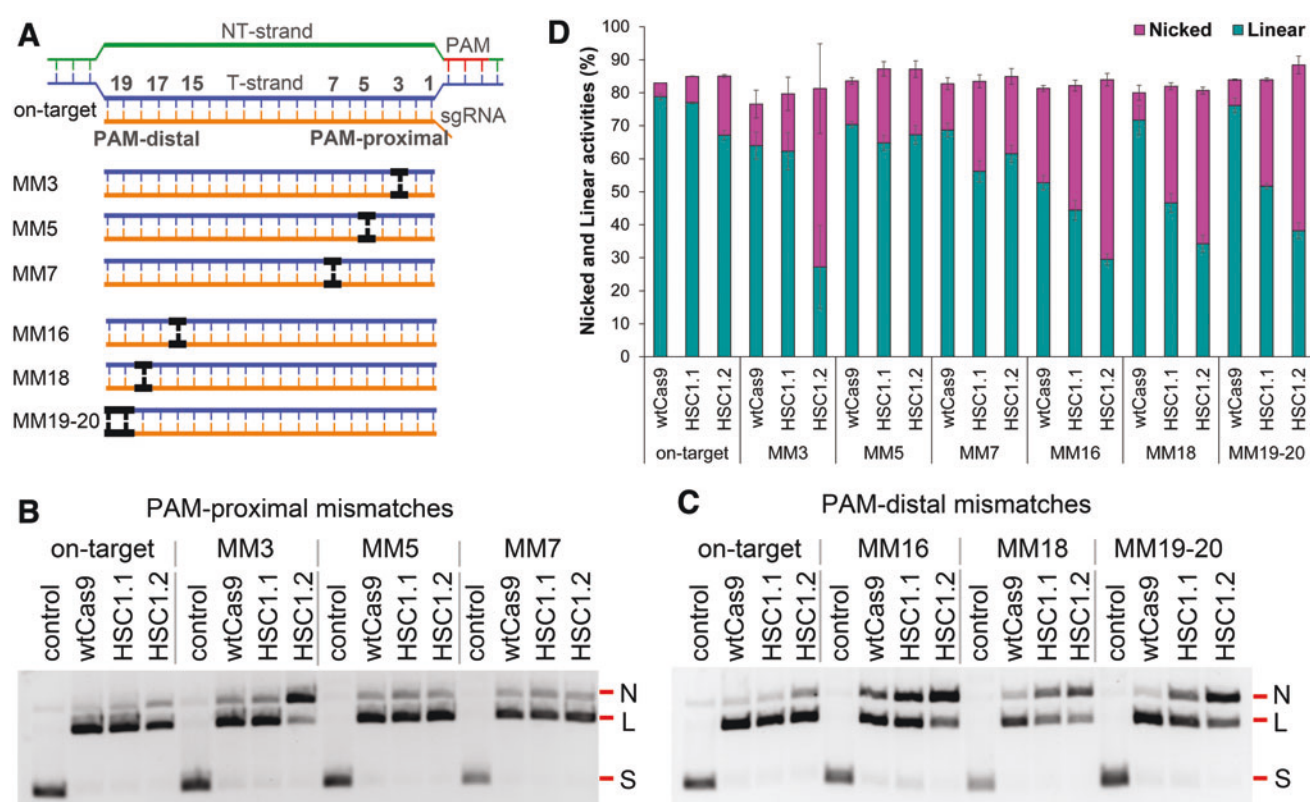 A
NT-strand
PAM
19 17 15 T-strand 7 5 3 1
on-target
sgRNA
PAM-distal PAM-proximal
MM3
MM5
MM7
MM16
MM18
MM19-20
D
Nicked Linear
Nicked and Linear activities (%)
100
90
80
70
60
50
40
30
20
10
0
wtCas9 HSC1.1 HSC1.2 wtCas9 HSC1.1 HSC1.2 wtCas9 HSC1.1 HSC1.2 wtCas9 HSC1.1 HSC1.2 wtCas9 HSC1.1 HSC1.2 wtCas9 HSC1.1 HSC1.2 wtCas9 HSC1.1 HSC1.2
on-target MM3 MM5 MM7 MM16 MM18 MM19-20
B PAM-proximal mismatches
on-target MM3 MM5 MM7
control wtCas9 HSC1.1 HSC1.2 control wtCas9 HSC1.1 HSC1.2 control wtCas9 HSC1.1 HSC1.2 control wtCas9 HSC1.1 HSC1.2
N
L
S
C PAM-distal mismatches
on-target MM16 MM18 MM19-20
control wtCas9 HSC1.1 HSC1.2 control wtCas9 HSC1.1 HSC1.2 control wtCas9 HSC1.1 HSC1.2 control wtCas9 HSC1.1 HSC1.2
N
L
S